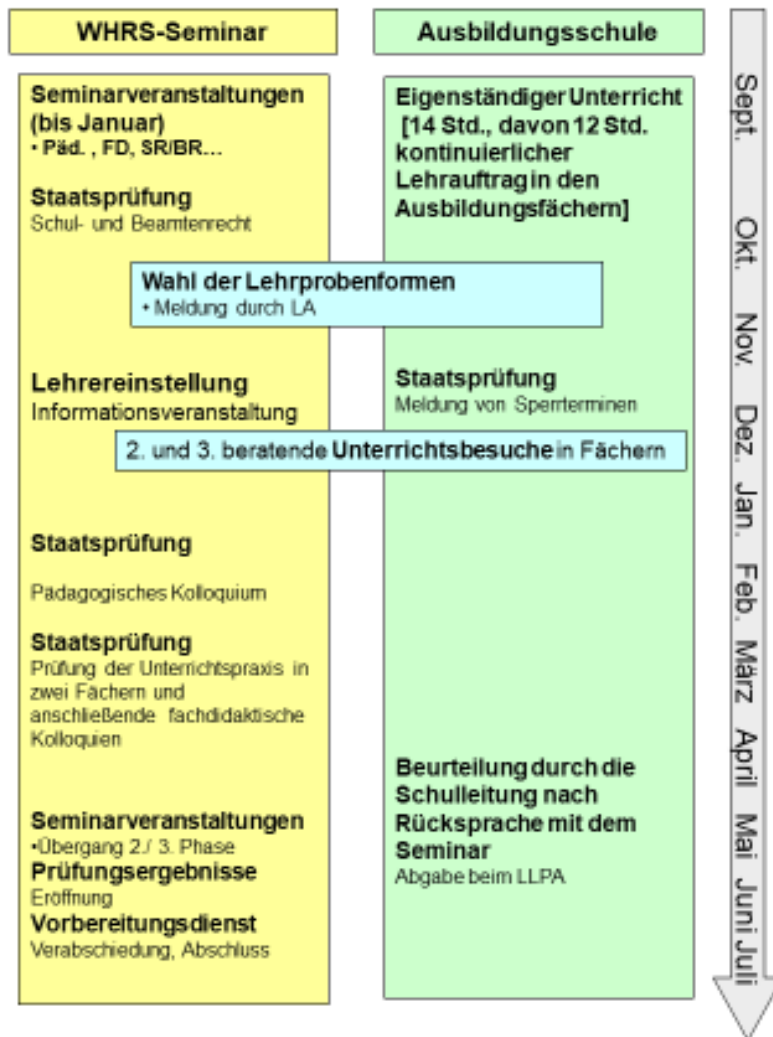 WHRS-Seminar
Seminarveranstaltungen
(bis Januar)
• Päd. , FD, SR/BR…
Staatsprüfung
Schul- und Beamtenrecht
Wahl der Lehrprobenformen
• Meldung durch LA
Lehrereinstellung
Informationsveranstaltung
2. und 3. beratende Unterrichtsbesuche in Fächern
Staatsprüfung
Pädagogisches Kolloquium
Staatsprüfung
Prüfung der Unterrichtspraxis in
zwei Fächern und
anschließende fachdidaktische
Kolloquien
Seminarveranstaltungen
•Übergang 2./ 3. Phase
Prüfungsergebnisse
Eröffnung
Vorbereitungsdienst
Verabschiedung, Abschluss
Ausbildungsschule
Eigenständiger Unterricht
[14 Std., davon 12 Std.
kontinuierlicher
Lehrauftrag in den
Ausbildungsfächern]
Staatsprüfung
Meldung von Sperrterminen
Beurteilung durch die
Schulleitung nach
Rücksprache mit dem
Seminar
Abgabe beim LLPA
Sept. Okt. Nov. Dez. Jan. Feb. März April Mai Juni Juli